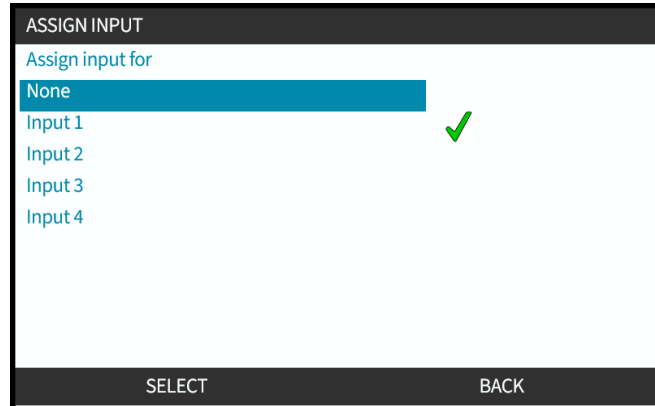 ASSIGN INPUT
Assign input for
None
Input 1
Input 2
Input 3
Input 4
SELECT BACK